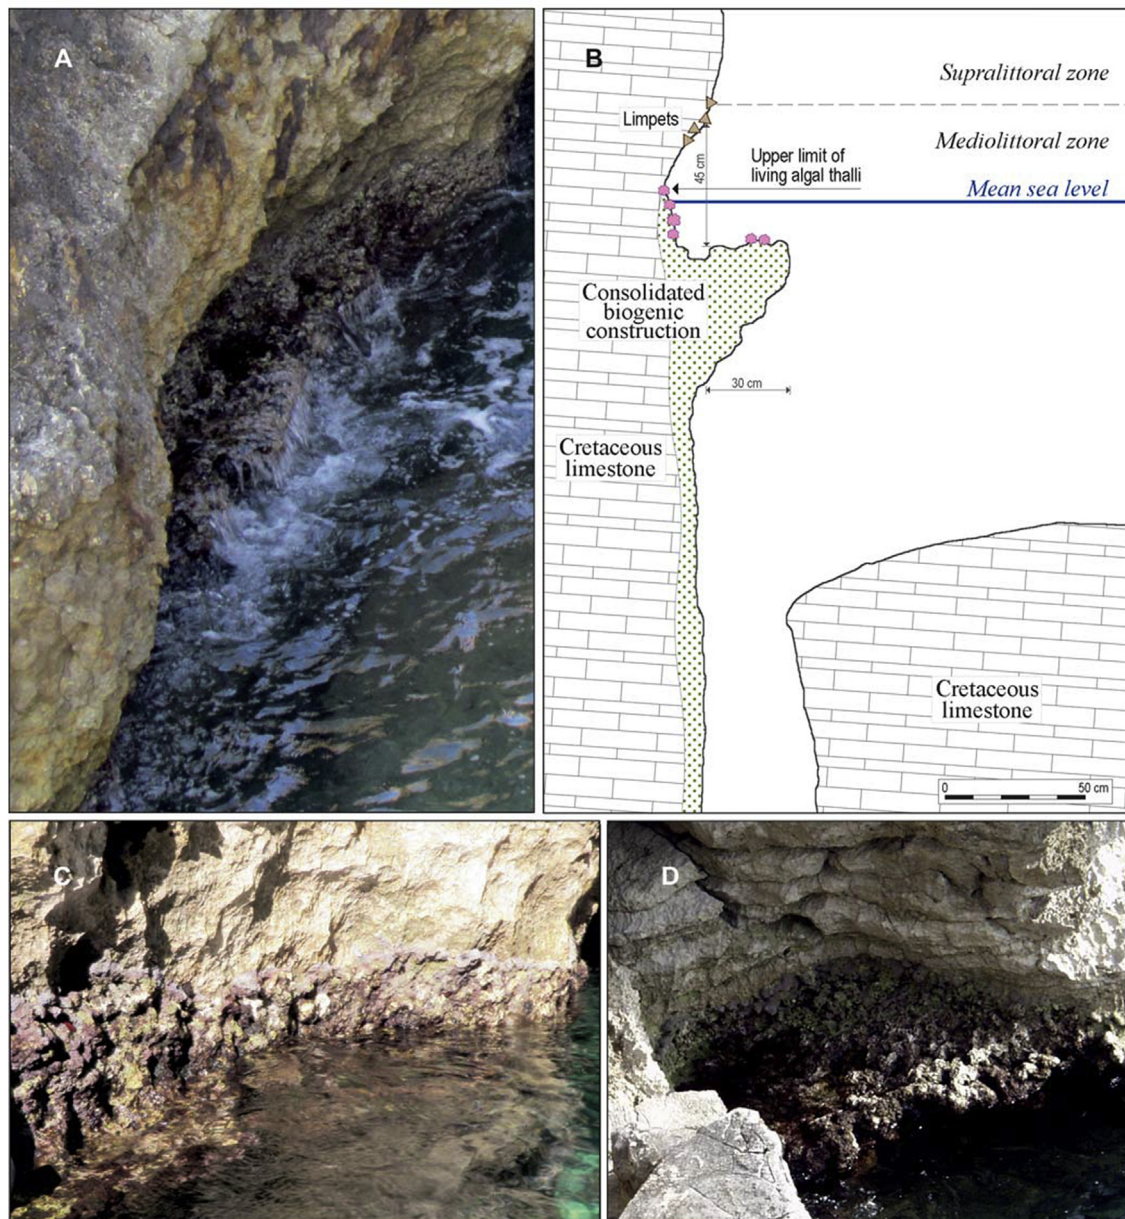 A
B
Supralittoral zone
Limpets
Mediolittoral zone
45 cm
Upper limit of
living algal thalli
Mean sea level
Consolidated
biogenic
construction
30 cm
Cretaceous
limestone
Cretaceous
limestone
0
50 cm
C
D